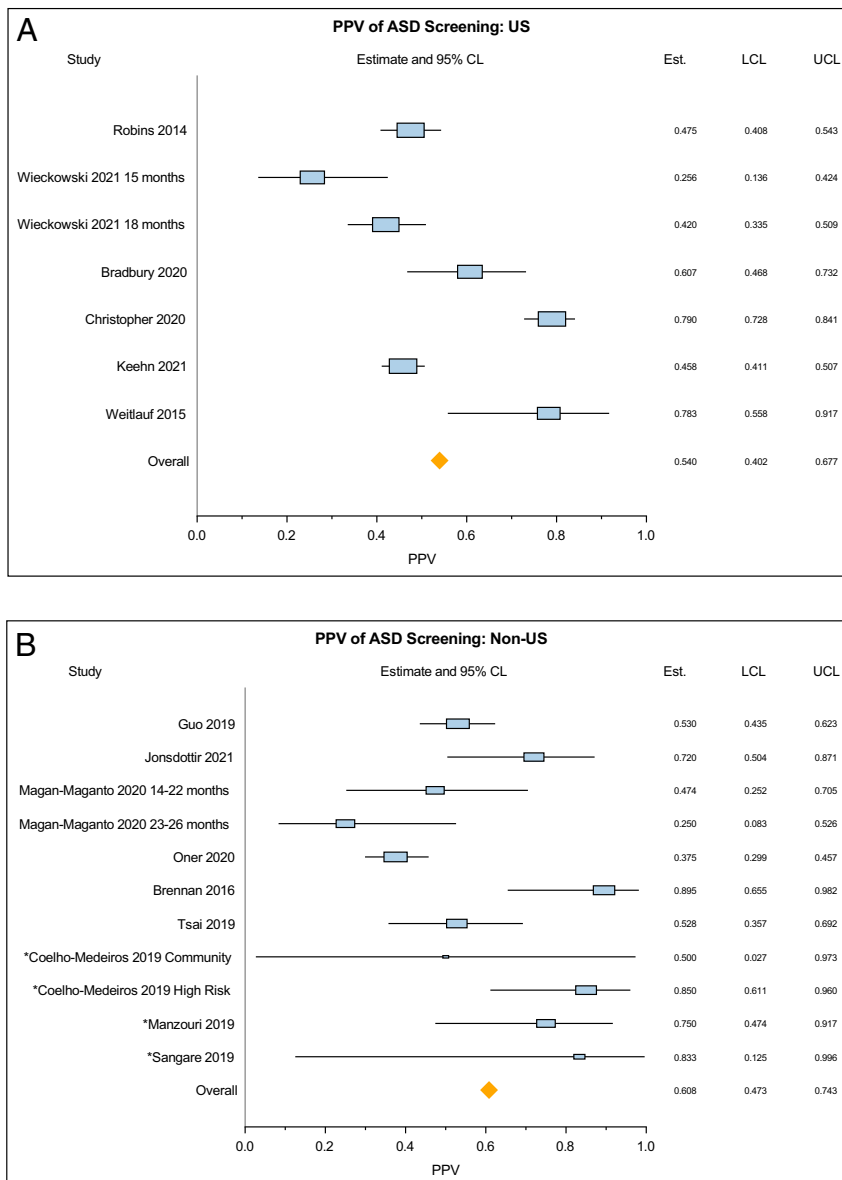 A
PPV of ASD Screening: US
Study Estimate and 95% CL Est. LCL UCL
Robins 2014 0.475 0.408 0.543
Wieckowski 2021 15 months 0.256 0.136 0.424
Wieckowski 2021 18 months 0.420 0.335 0.509
Bradbury 2020 0.607 0.468 0.732
Christopher 2020 0.790 0.728 0.841
Keehn 2021 0.458 0.411 0.507
Weitlauf 2015 0.783 0.558 0.917
Overall 0.540 0.402 0.677
0.0 0.2 0.4 0.6 0.8 1.0
PPV
B
PPV of ASD Screening: Non-US
Study Estimate and 95% CL Est. LCL UCL
Guo 2019 0.530 0.435 0.623
Jonsdottir 2021 0.720 0.504 0.871
Magan-Maganto 2020 14-22 months 0.474 0.252 0.705
Magan-Maganto 2020 23-26 months 0.250 0.083 0.526
Oner 2020 0.375 0.299 0.457
Brennan 2016 0.895 0.655 0.982
Tsai 2019 0.528 0.357 0.692
*Coelho-Medeiros 2019 Community 0.500 0.027 0.973
*Coelho-Medeiros 2019 High Risk 0.850 0.611 0.960
*Manzouri 2019 0.750 0.474 0.917
*Sangare 2019 0.833 0.125 0.996
Overall 0.608 0.473 0.743
0.0 0.2 0.4 0.6 0.8 1.0
PPV